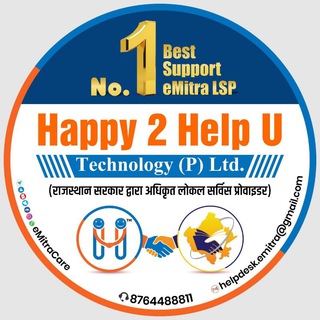 No. 1 Best
Support
eMitra LSP
Happy 2 Help U
Technology (P) Ltd.
(राजस्थान सरकार द्वारा अधिकृत लोकल सर्विस प्रोवाइडर)
eMitraCare
TM
8764488811
helpdesk.emitra@gmail.com